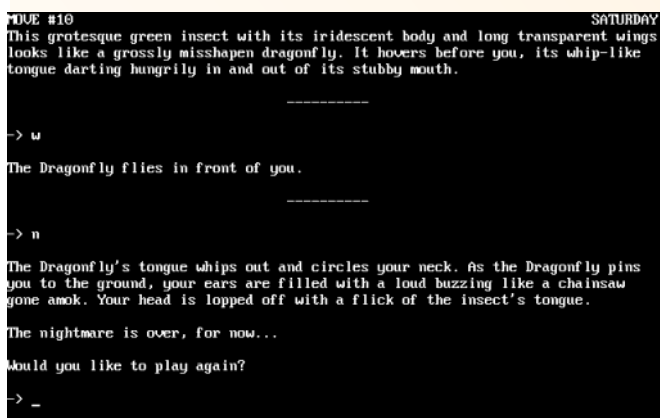 MOVE #10 SATURDAY
This grotesque green insect with its iridescent body and long transparent wings
looks like a grossly misshapen dragonfly. It hovers before you, its whip-like
tongue darting hungrily in and out of its stubby mouth.
----------
-> w
The Dragonfly flies in front of you.
----------
-> n
The Dragonfly's tongue whips out and circles your neck. As the Dragonfly pins
you to the ground, your ears are filled with a loud buzzing like a chainsaw
gone amok. Your head is lopped off with a flick of the insect's tongue.
The nightmare is over, for now...
Would you like to play again?
-> _